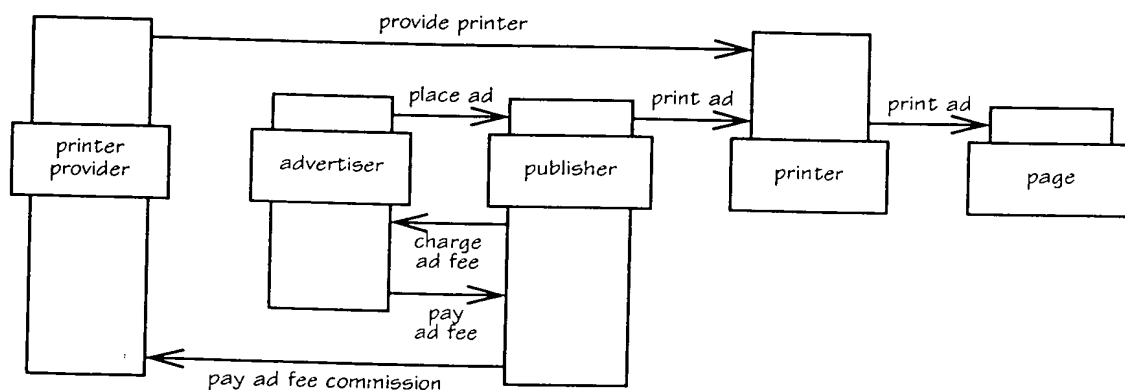 provide printer
place ad
print ad
print ad
printer
provider
advertiser
publisher
printer
page
charge
ad fee
pay
ad fee
pay ad fee commission